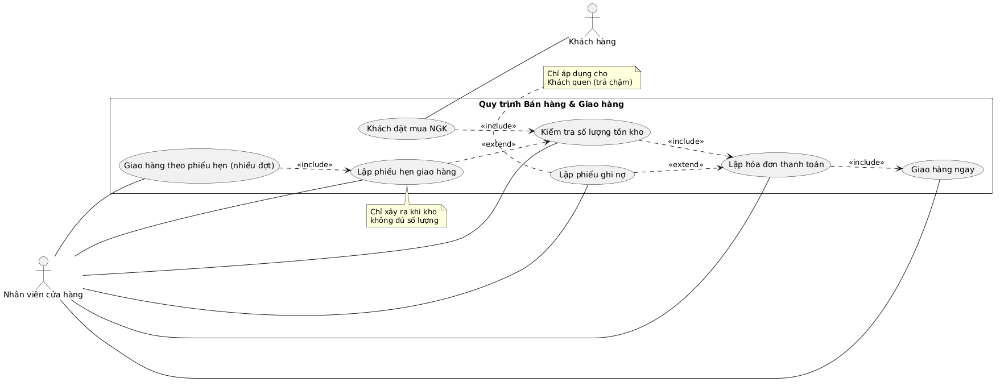 Khách hàng
Chỉ áp dụng cho
Khách quen (trả chậm)
Quy trình Bán hàng & Giao hàng
Khách đặt mua NGK
«include»
Kiểm tra số lượng tồn kho
«include»
«extend»
Giao hàng theo phiếu hẹn (nhiều đợt)
«include»
Lập phiếu hẹn giao hàng
Lập phiếu ghi nợ
«extend»
Lập hóa đơn thanh toán
«include»
Giao hàng ngay
Chỉ xảy ra khi kho
không đủ số lượng
Nhân viên cửa hàng